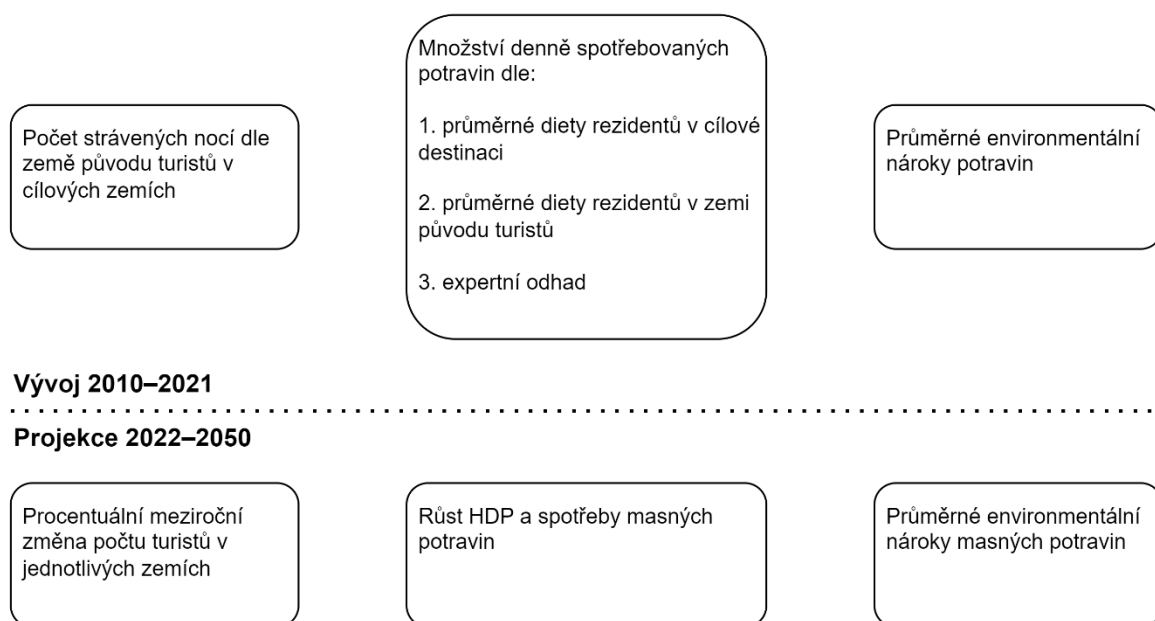 Množství denně spotřebovaných
potravin dle:
1. průměrné diety rezidentů v cílové
destinaci
2. průměrné diety rezidentů v zemi
původu turistů
3. expertní odhad
Počet strávených nocí dle
země původu turistů v
cílových zemích
Průměrné environmentální
nároky potravin
Vývoj 2010–2021
Projekce 2022–2050
Procentuální meziroční
změna počtu turistů v
jednotlivých zemích
Růst HDP a spotřeby masných
potravin
Průměrné environmentální
nároky masných potravin